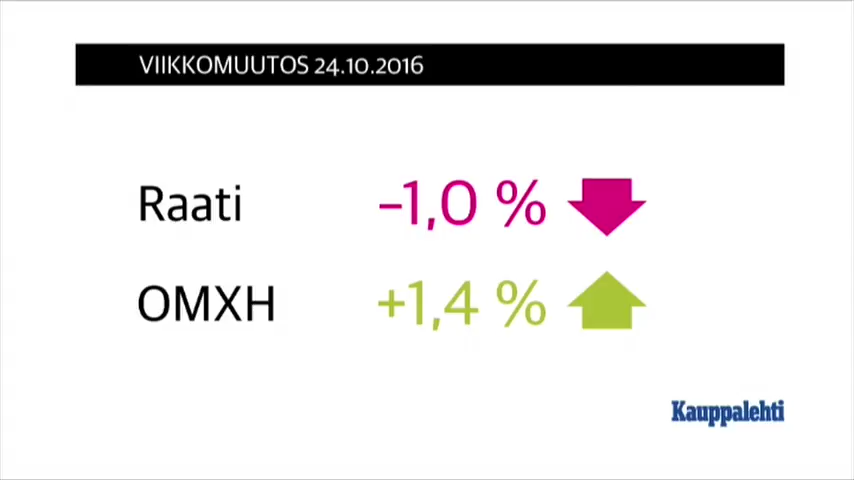 VIIKKOMUUTOS 24.10.2016
Raati –1,0 %
OMXH +1,4 %
Kauppalehti